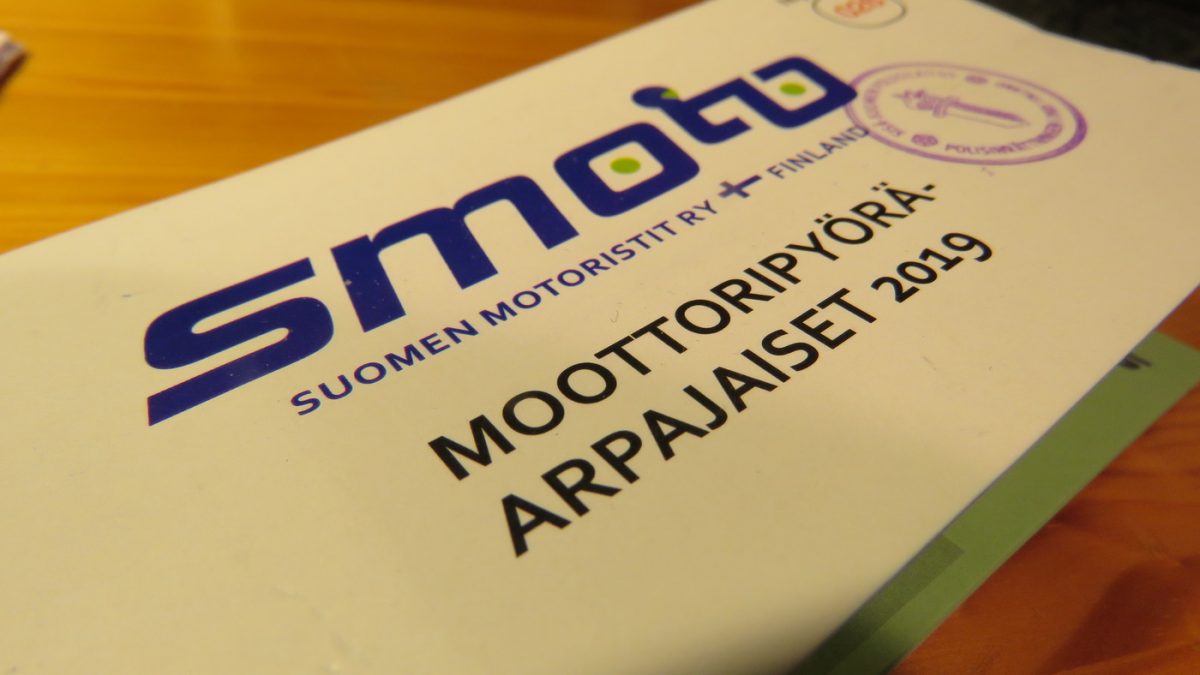 smoto
SUOMEN MOTORISTIT RY + FINLAND
MOOTTORIPYÖRÄ-
ARPAJAISET 2019